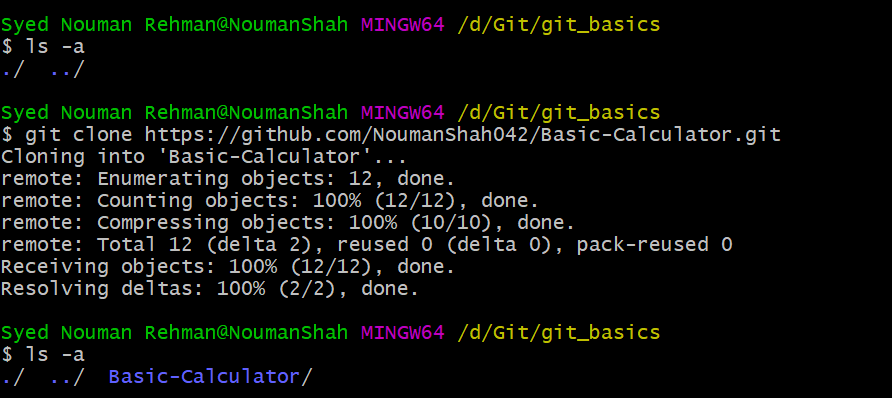 Syed Nouman Rehman@NoumanShah MINGW64 /d/Git/git_basics
$ ls -a
./  ../
Syed Nouman Rehman@NoumanShah MINGW64 /d/Git/git_basics
$ git clone https://github.com/NoumanShah042/Basic-Calculator.git
Cloning into 'Basic-Calculator'...
remote: Enumerating objects: 12, done.
remote: Counting objects: 100% (12/12), done.
remote: Compressing objects: 100% (10/10), done.
remote: Total 12 (delta 2), reused 0 (delta 0), pack-reused 0
Receiving objects: 100% (12/12), done.
Resolving deltas: 100% (2/2), done.
Syed Nouman Rehman@NoumanShah MINGW64 /d/Git/git_basics
$ ls -a
./  ../  Basic-Calculator/